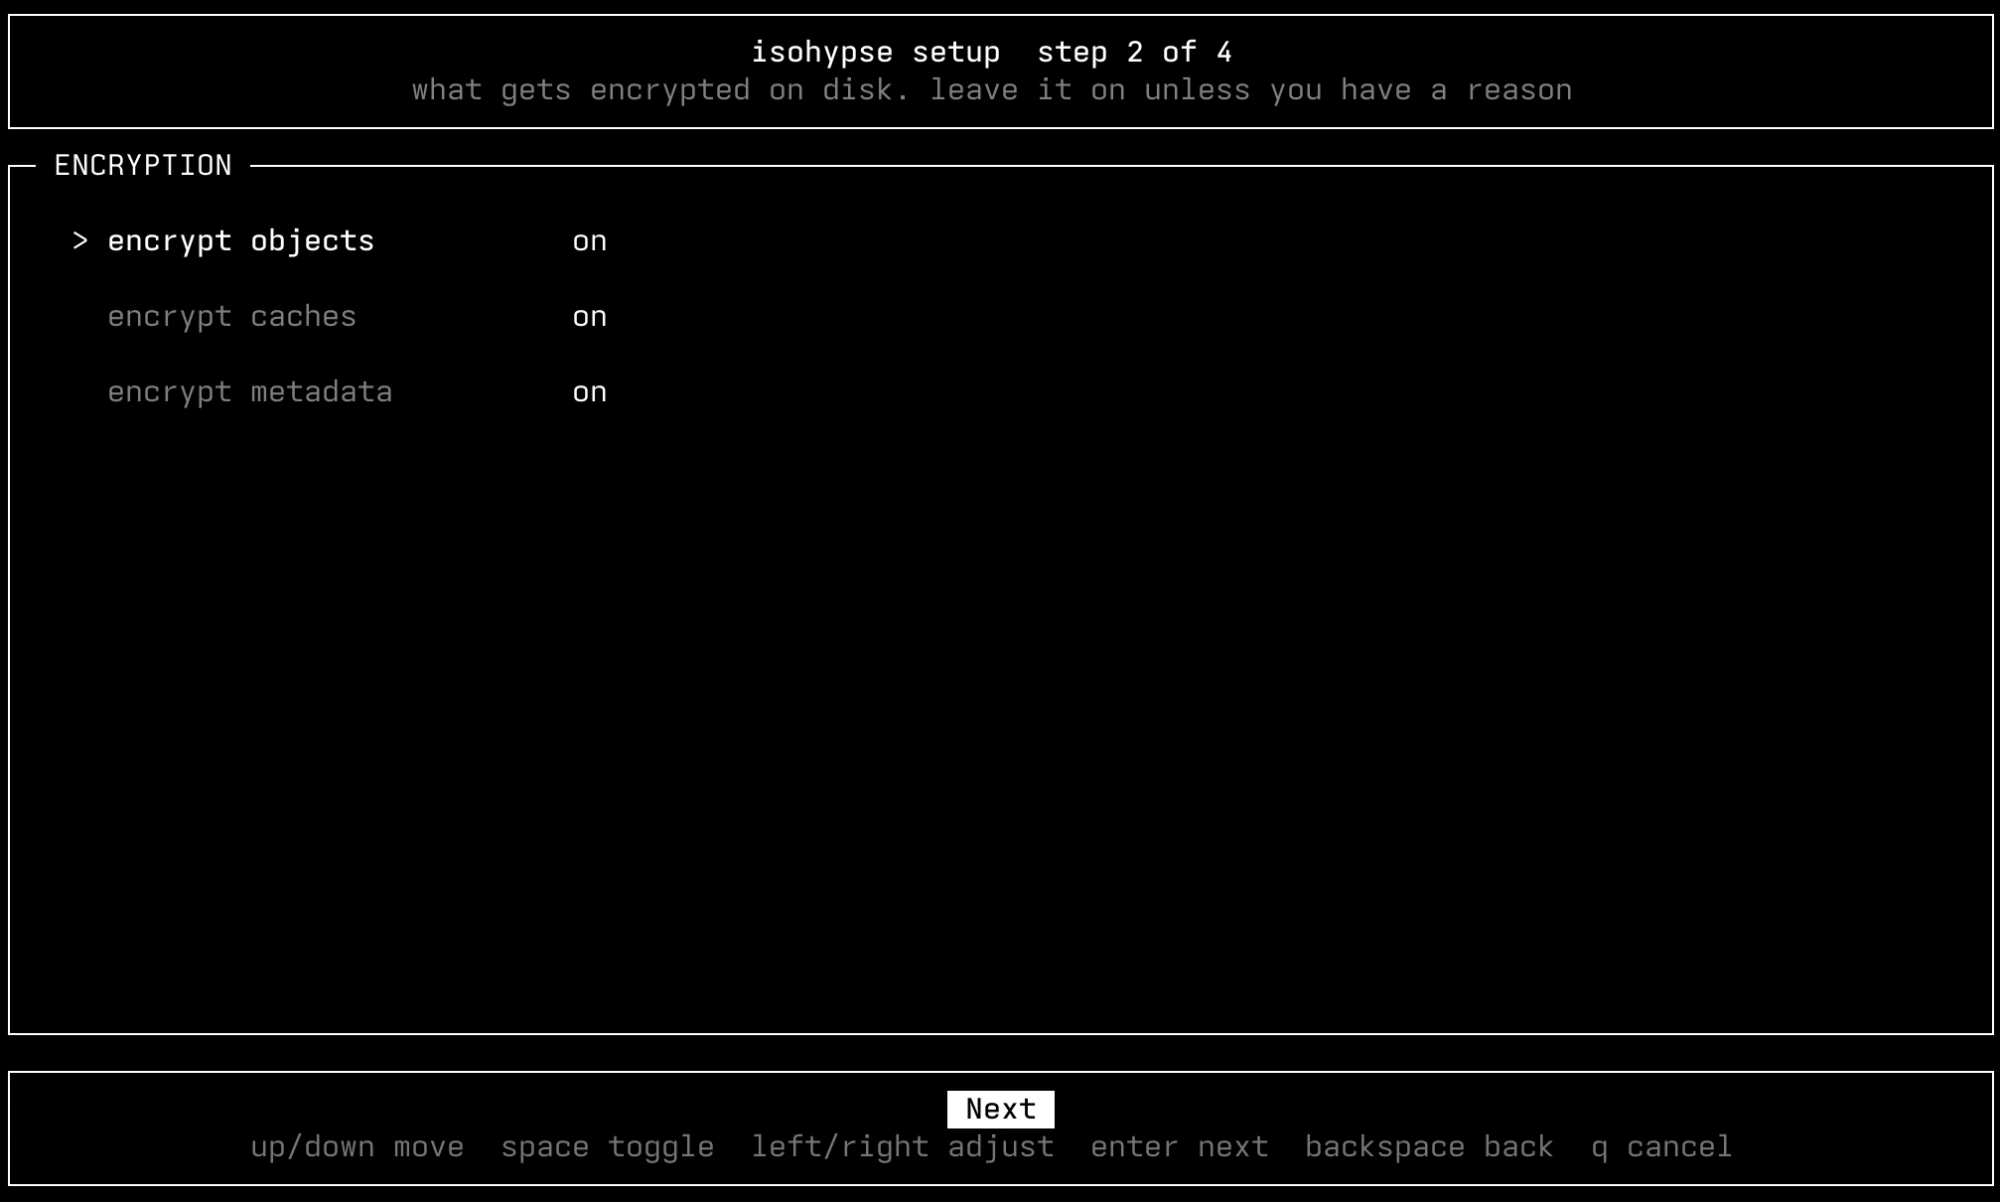 isohypse setup  step 2 of 4
what gets encrypted on disk. leave it on unless you have a reason
ENCRYPTION
> encrypt objects on
encrypt caches on
encrypt metadata on
Next
up/down move  space toggle  left/right adjust  enter next  backspace back  q cancel